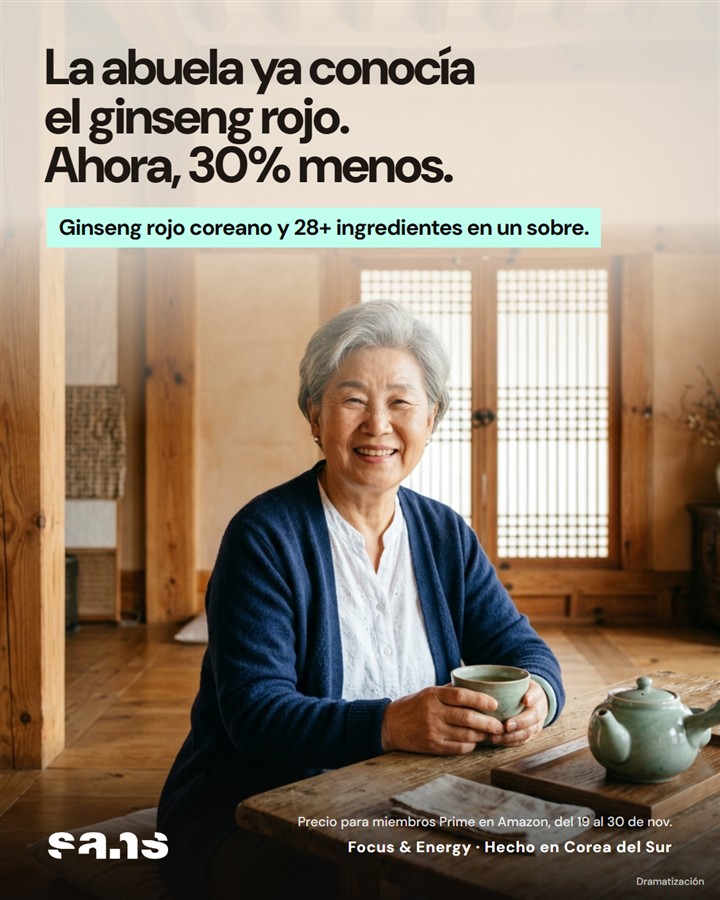 La abuela ya conocía
el ginseng rojo.
Ahora, 30% menos.
Ginseng rojo coreano y 28+ ingredientes en un sobre.
Precio para miembros Prime en Amazon, del 19 al 30 de nov.
sans
Focus & Energy · Hecho en Corea del Sur
Dramatización